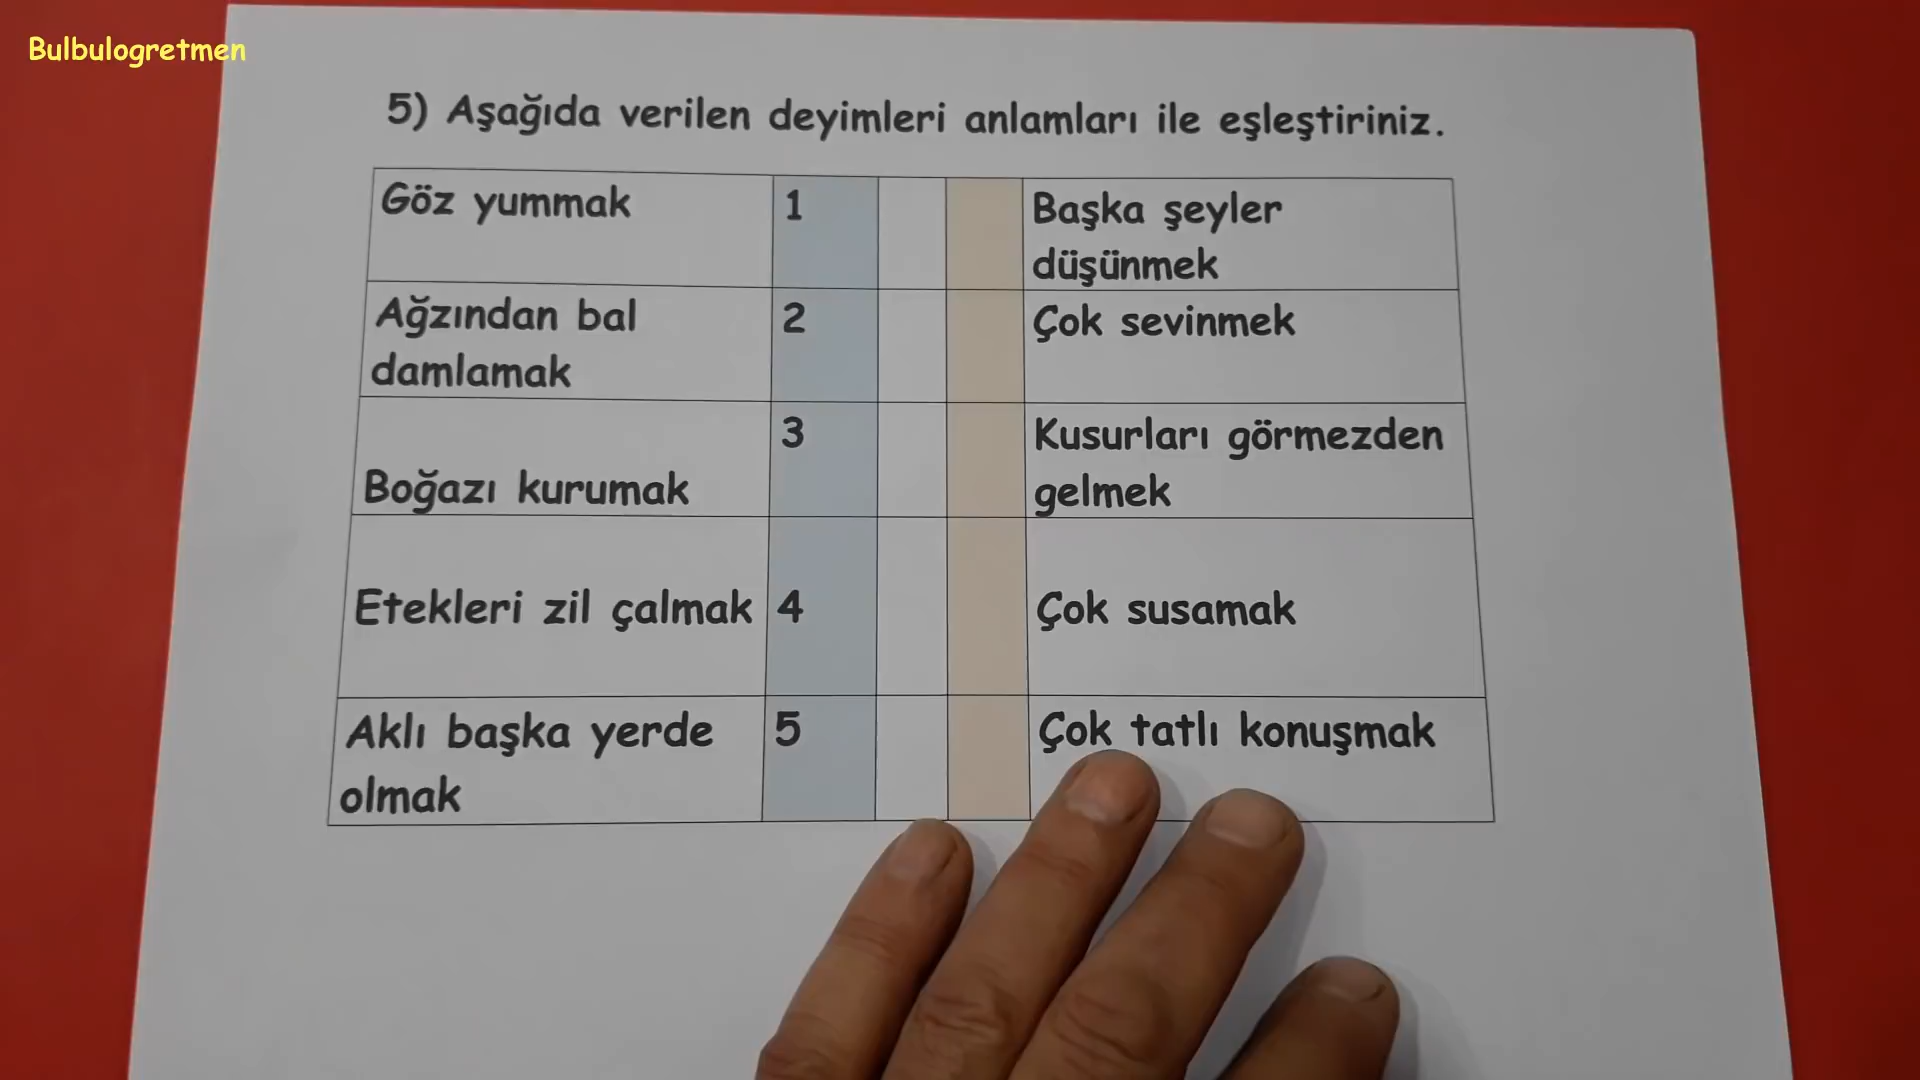 Bulbulogretmen
5) Aşağıda verilen deyimleri anlamları ile eşleştiriniz.
Göz yummak 1 Başka şeyler
düşünmek
Ağzından bal 2 Çok sevinmek
damlamak
3 Kusurları görmezden
Boğazı kurumak gelmek
Etekleri zil çalmak 4 Çok susamak
Aklı başka yerde 5 Çok tatlı konuşmak
olmak